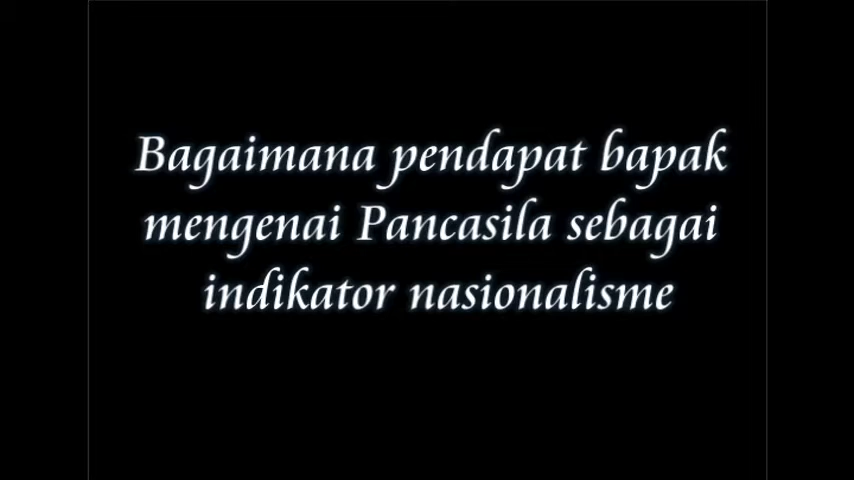 Bagaimana pendapat bapak
mengenai Pancasila sebagai
indikator nasionalisme